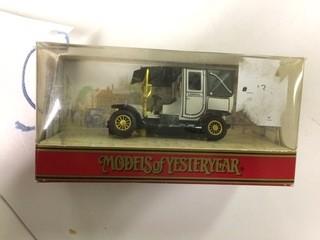 MODELS of YESTERYEAR